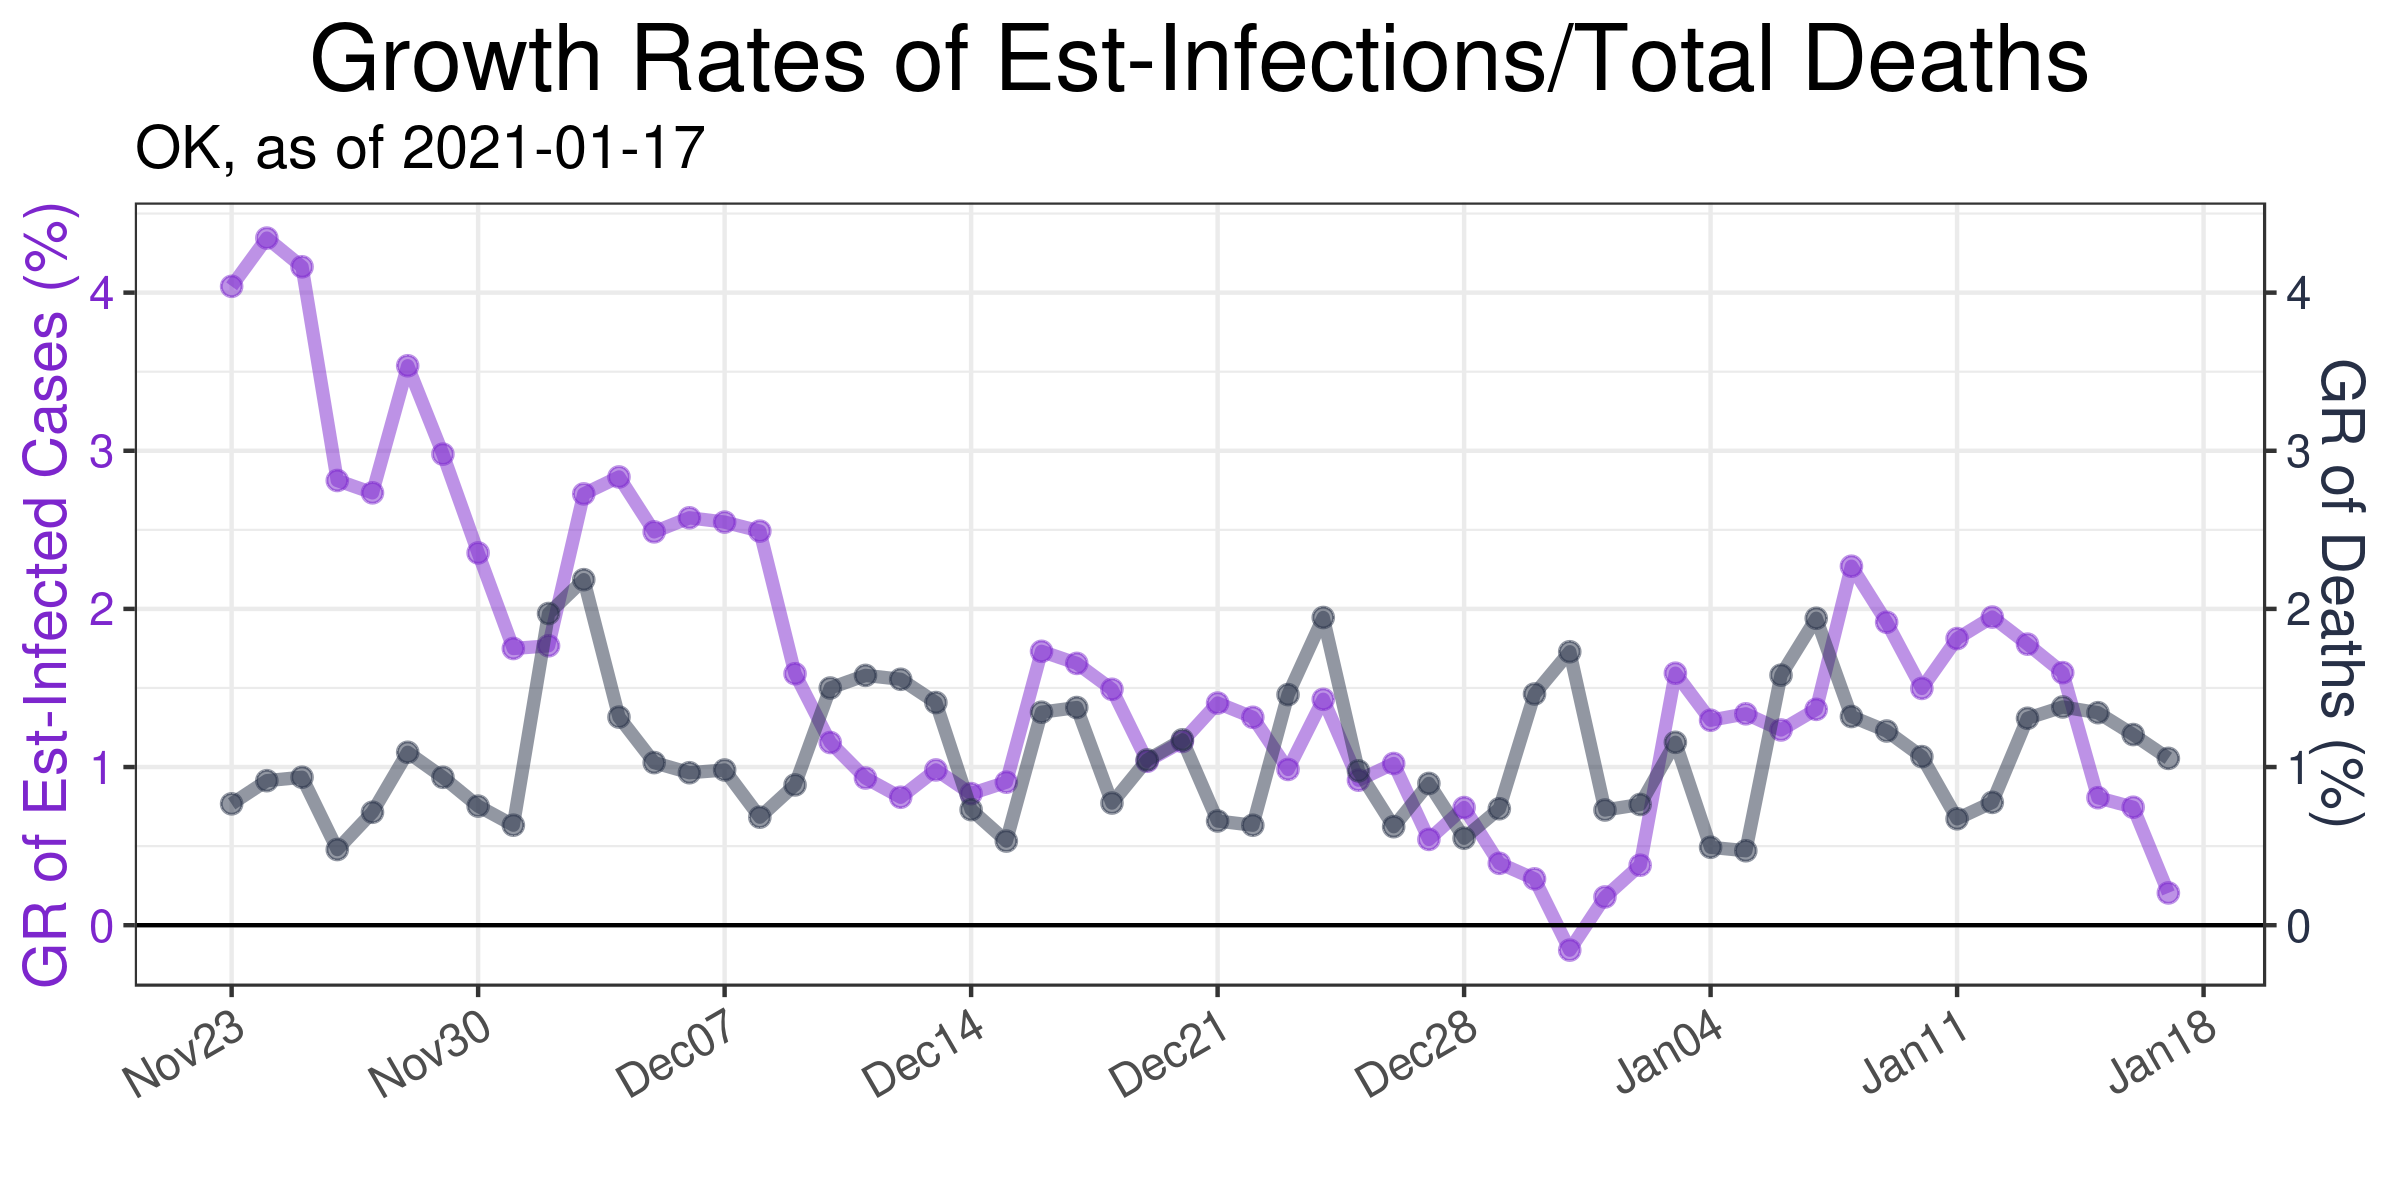 Growth Rates of Est-Infections/Total Deaths
OK, as of 2021-01-17
GR of Est-Infected Cases (%)
4
3
2
1
0
4
3
2
1
0
GR of Deaths (%)
Nov23
Nov30
Dec07
Dec14
Dec21
Dec28
Jan04
Jan11
Jan18